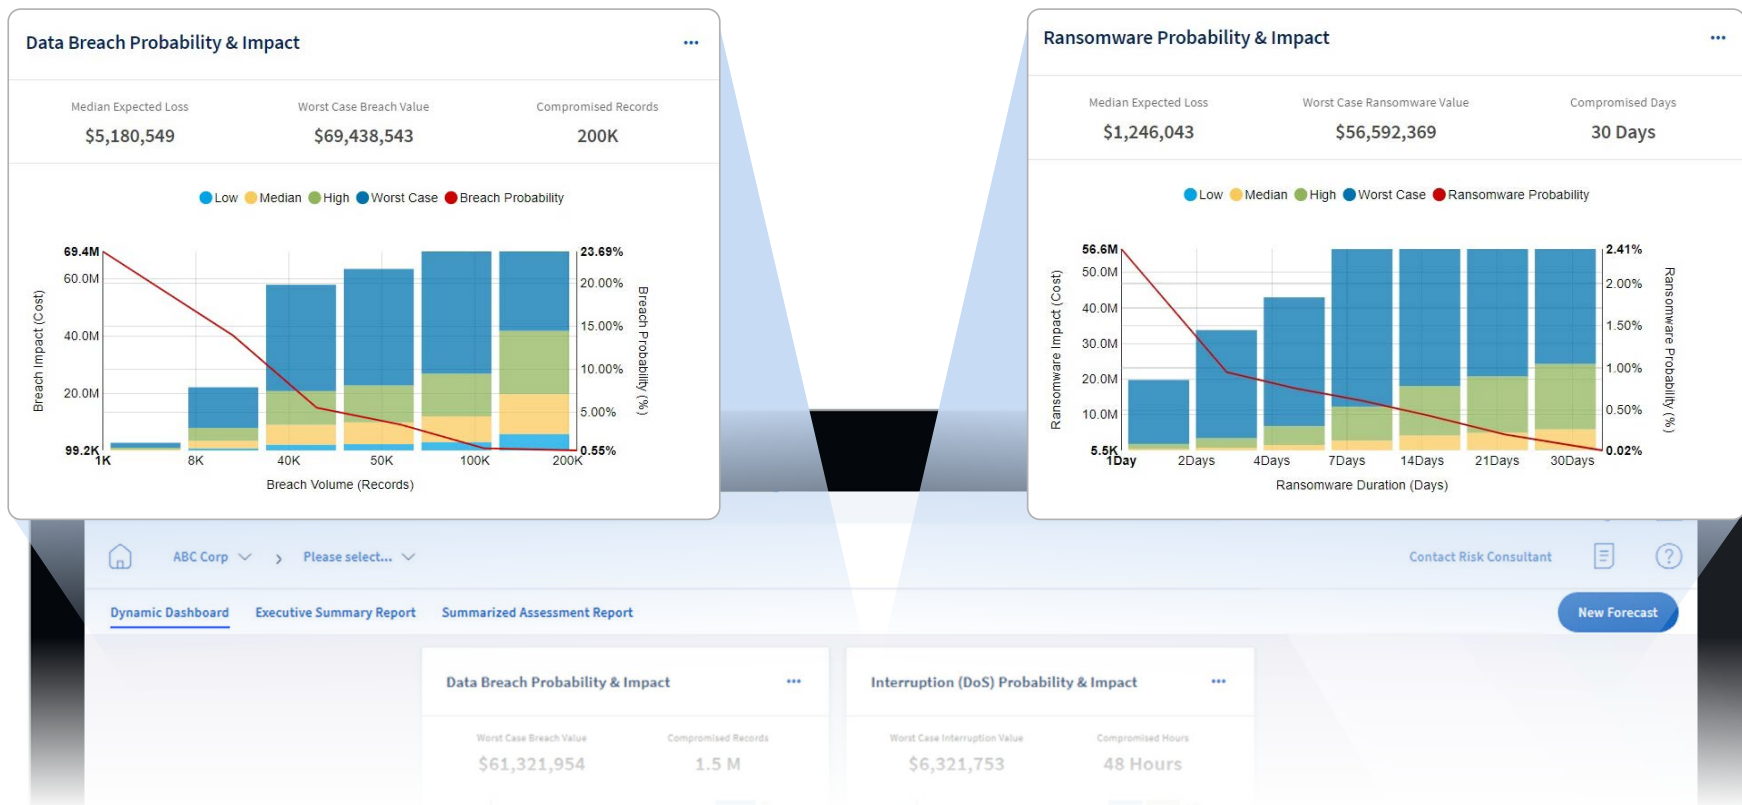 Data Breach Probability & Impact
•••
Median Expected Loss
$5,180,549
Worst Case Breach Value
$69,438,543
Compromised Records
200K
Low Median High Worst Case Breach Probability
Breach Impact (Cost)
69.4M
60.0M
40.0M
20.0M
99.2K
23.69%
20.00%
15.00%
10.00%
5.00%
0.55%
Breach Probability (%)
1K 8K 40K 50K 100K 200K
Breach Volume (Records)
Ransomware Probability & Impact
•••
Median Expected Loss
$1,246,043
Worst Case Ransomware Value
$56,592,369
Compromised Days
30 Days
Low Median High Worst Case Ransomware Probability
Ransomware Impact (Cost)
56.6M
50.0M
40.0M
30.0M
20.0M
10.0M
5.5K
2.41%
2.00%
1.50%
1.00%
0.50%
0.02%
Ransomware Probability (%)
1Day 2Days 4Days 7Days 14Days 21Days 30Days
Ransomware Duration (Days)
ABC Corp › Please select...
Contact Risk Consultant
?
Dynamic Dashboard Executive Summary Report Summarized Assessment Report
New Forecast
Data Breach Probability & Impact
•••
Worst Case Breach Value
$61,321,954
Compromised Records
1.5 M
Interruption (DoS) Probability & Impact
•••
Worst Case Interruption Value
$6,321,753
Compromised Hours
48 Hours